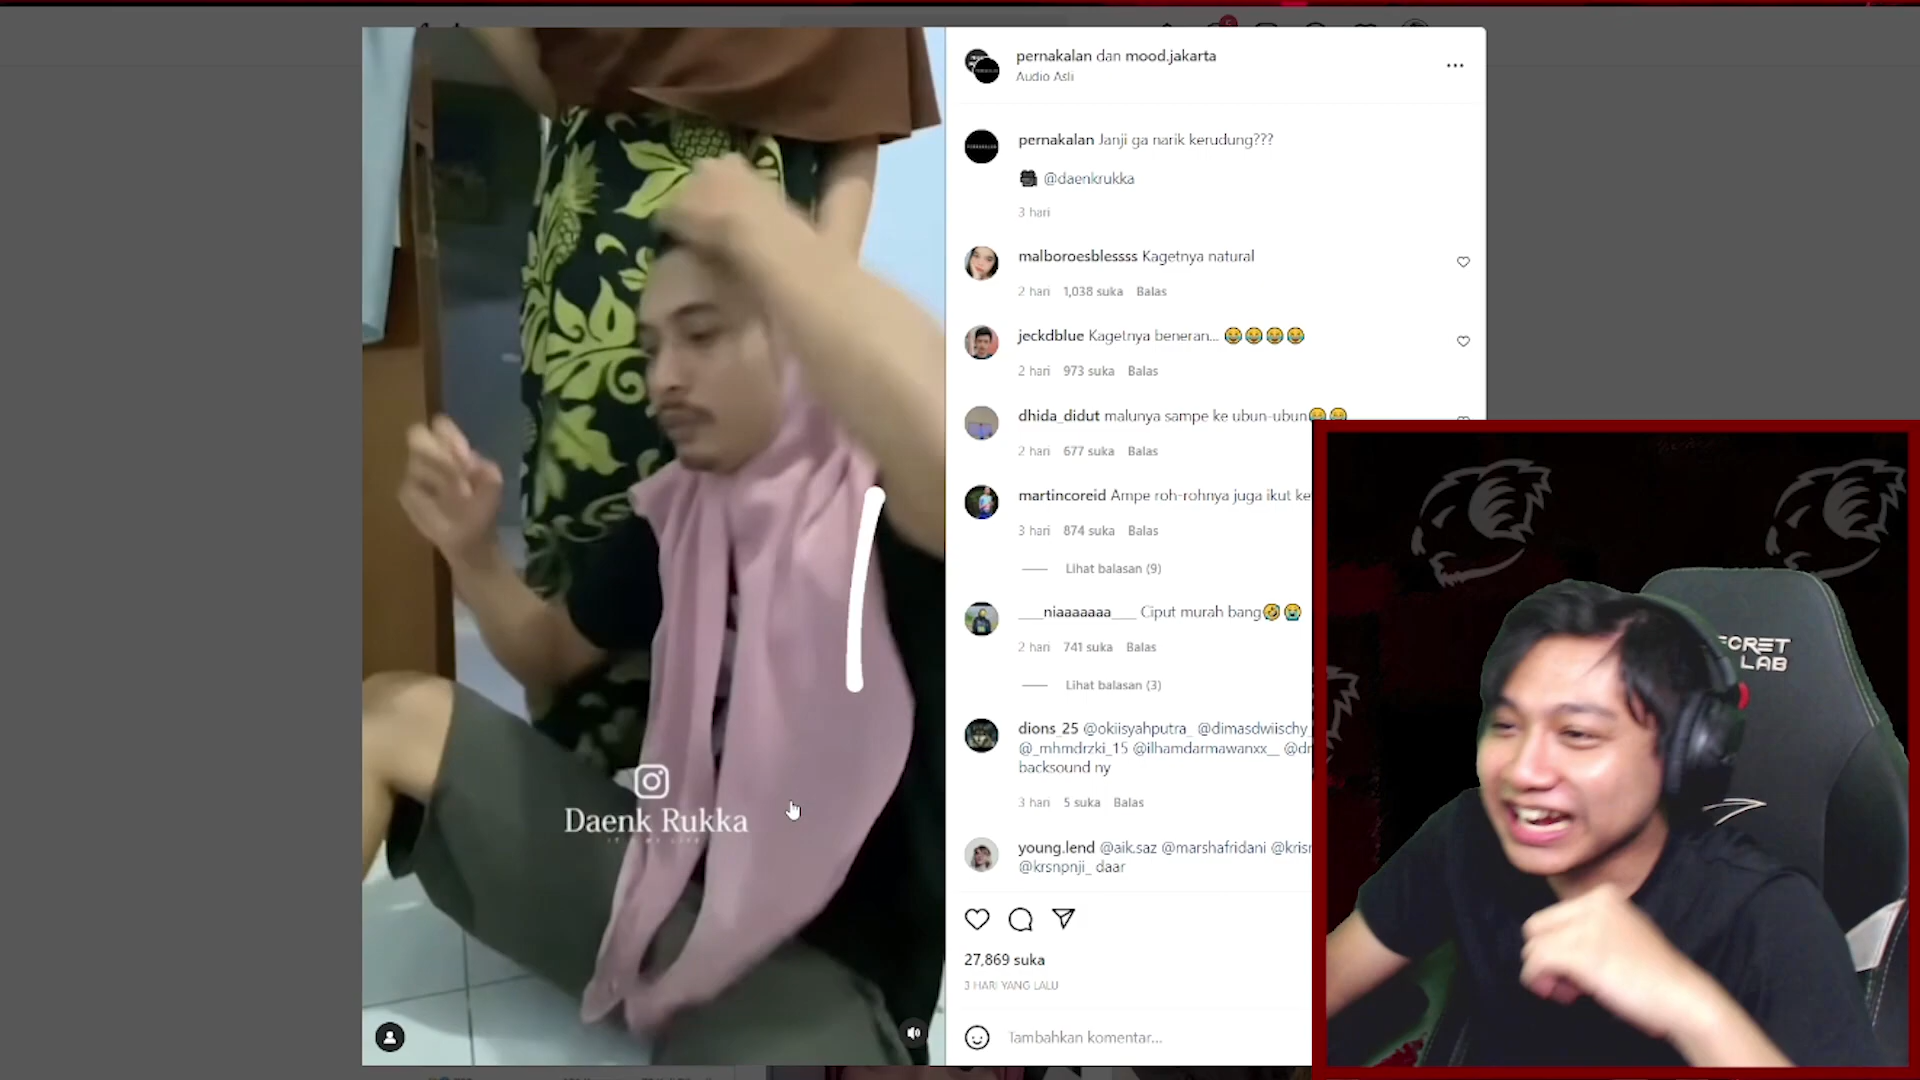 pernakalan dan mood.jakarta
Audio Asli
pernakalan Janji ga narik kerudung???
@daenkrukka
3 hari
malboroesblessss Kagetnya natural
2 hari 1,038 suka Balas
jeckdblue Kagetnya beneran... 😂😂😂😂
2 hari 973 suka Balas
dhida_didut malunya sampe ke ubun-ubun😂😂
2 hari 677 suka Balas
martincoreid Ampe roh-rohnya juga ikut ke
3 hari 874 suka Balas
Lihat balasan (9)
___niaaaaaaa___ Ciput murah bang🤣😭
2 hari 741 suka Balas
Lihat balasan (3)
dions_25 @okiisyahputra_ @dimasdwiischy_
@_mhmdrzki_15 @ilhamdarmawanxx__ @dr
backsound ny
3 hari 5 suka Balas
young.lend @aik.saz @marshafridani @krisr
@krsnpnji_ daar
27,869 suka
3 HARI YANG LALU
Tambahkan komentar...
Daenk Rukka
CRET
LAB